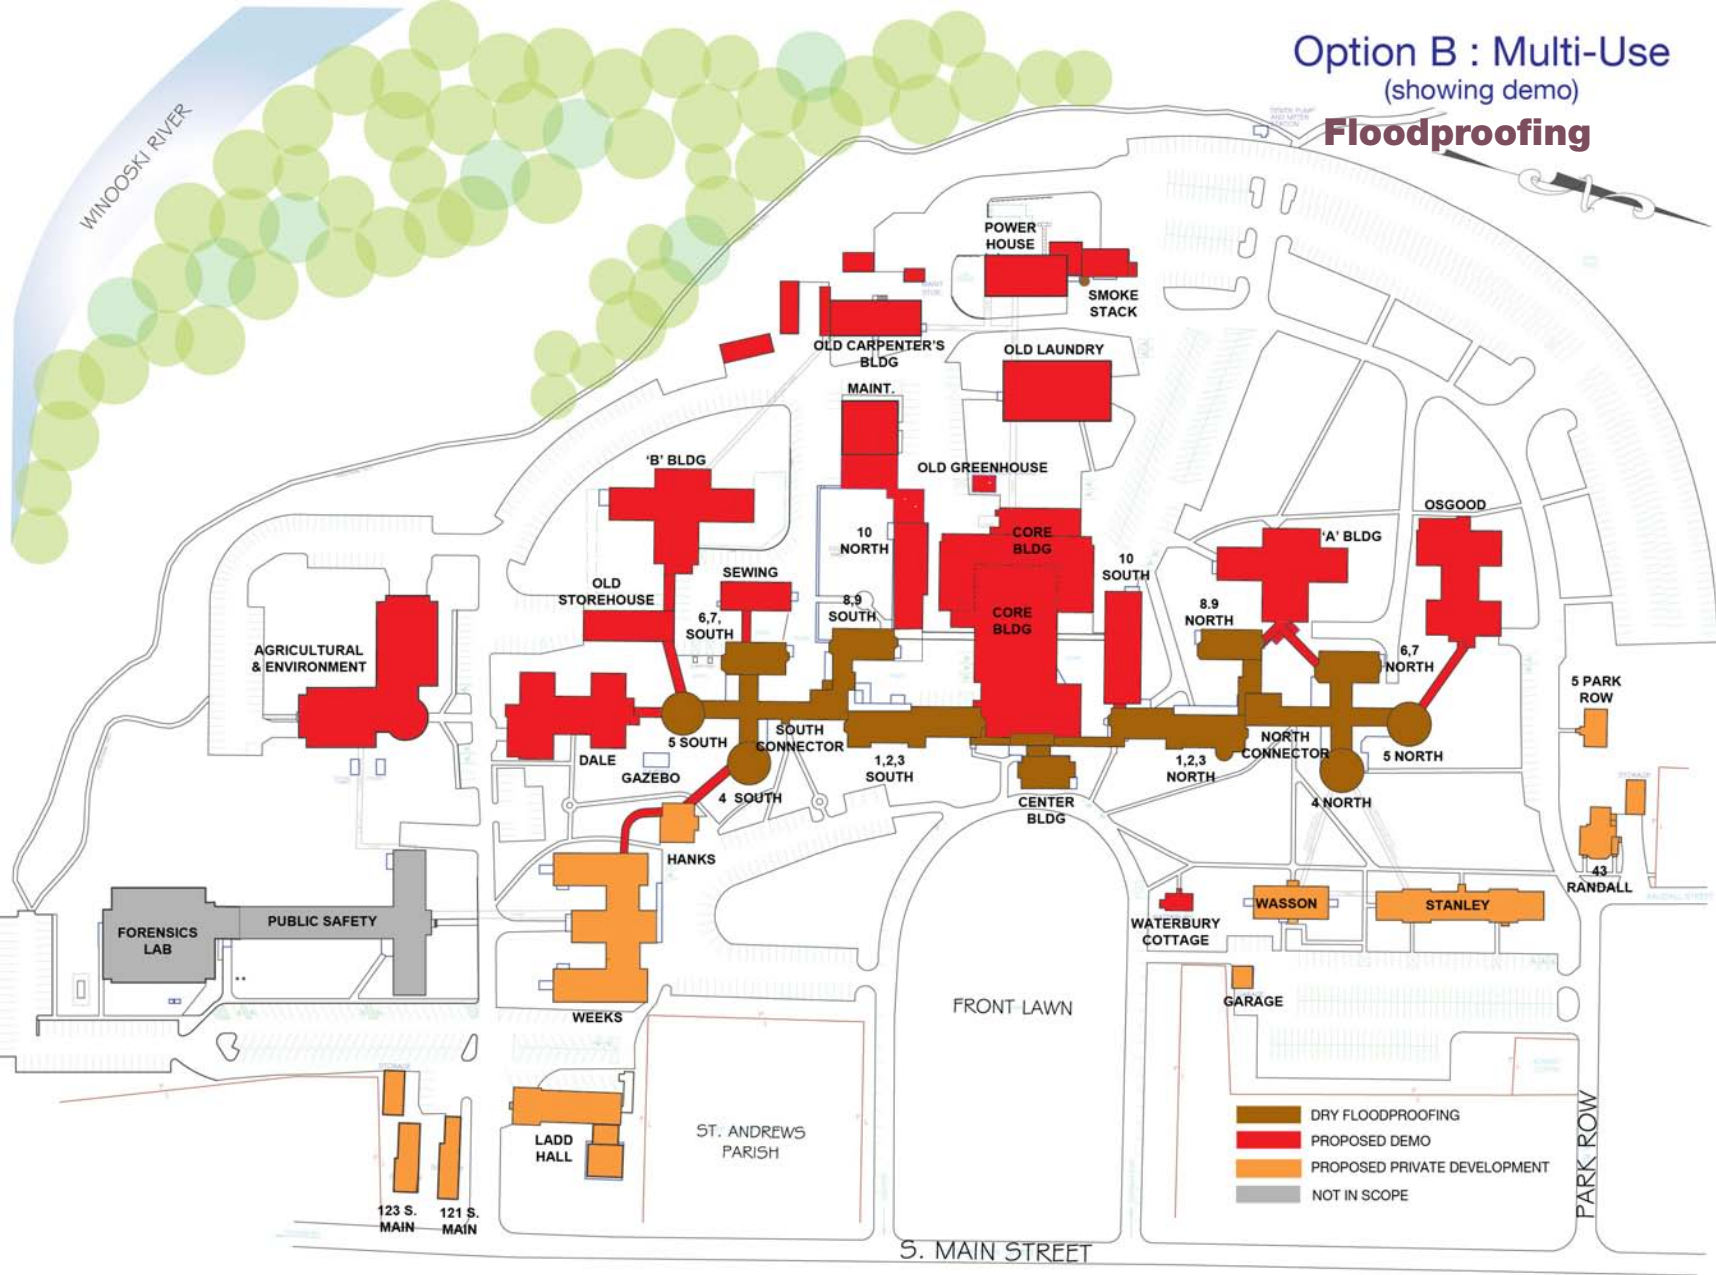 Option B : Multi-Use
(showing demo)
Floodproofing
WINOOSKI RIVER
POWER
HOUSE
SMOKE
STACK
OLD CARPENTER'S
BLDG
OLD LAUNDRY
MAINT.
'B' BLDG
OLD GREENHOUSE
OSGOOD
10
NORTH
CORE
BLDG
'A' BLDG
10
SOUTH
SEWING
OLD
STOREHOUSE
6,7,
SOUTH
8,9
SOUTH
CORE
BLDG
8.9
NORTH
AGRICULTURAL
& ENVIRONMENT
6,7
NORTH
5 PARK
ROW
5 SOUTH
SOUTH
CONNECTOR
DALE
GAZEBO
1,2,3
SOUTH
1,2,3
NORTH
NORTH
CONNECTOR
5 NORTH
STORAGE
4 SOUTH
CENTER
BLDG
4 NORTH
HANKS
43
RANDALL
RANDALL STREET
FORENSICS
LAB
PUBLIC SAFETY
WASSON
STANLEY
WATERBURY
COTTAGE
GARAGE
WEEKS
FRONT LAWN
STORAGE
LADD
HALL
ST. ANDREWS
PARISH
123 S.
MAIN
121 S.
MAIN
DRY FLOODPROOFING
PROPOSED DEMO
PROPOSED PRIVATE DEVELOPMENT
NOT IN SCOPE
PARK ROW
S. MAIN STREET